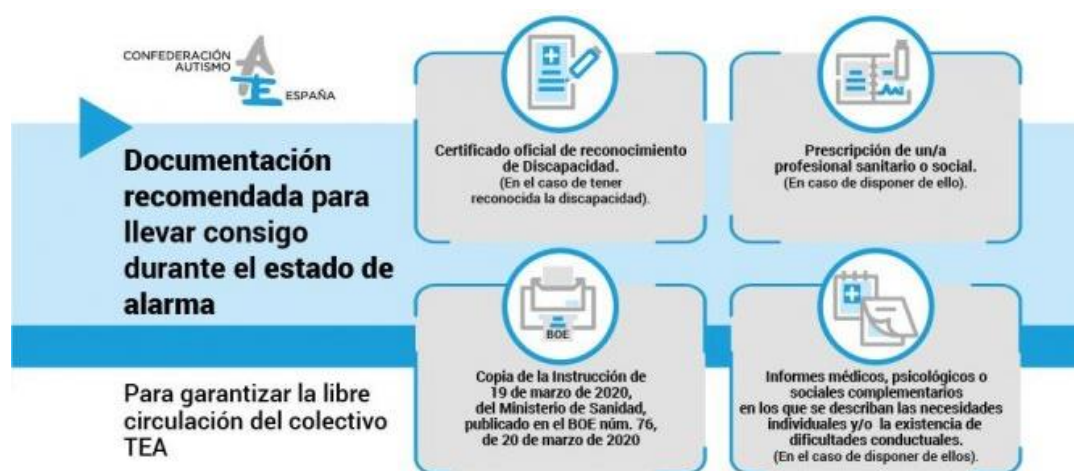 CONFEDERACIÓN
AUTISMO
AE
ESPAÑA
Documentación
recomendada para
llevar consigo
durante el estado de
alarma
Para garantizar la libre
circulación del colectivo
TEA
Certificado oficial de reconocimiento
de Discapacidad.
(En el caso de tener
reconocida la discapacidad).
Prescripción de un/a
profesional sanitario o social.
(En caso de disponer de ello).
BOE
Copia de la Instrucción de
19 de marzo de 2020,
del Ministerio de Sanidad,
publicado en el BOE núm. 76,
de 20 de marzo de 2020
Informes médicos, psicológicos o
sociales complementarios
en los que se describan las necesidades
individuales y/o la existencia de
dificultades conductuales.
(En el caso de disponer de ellos).